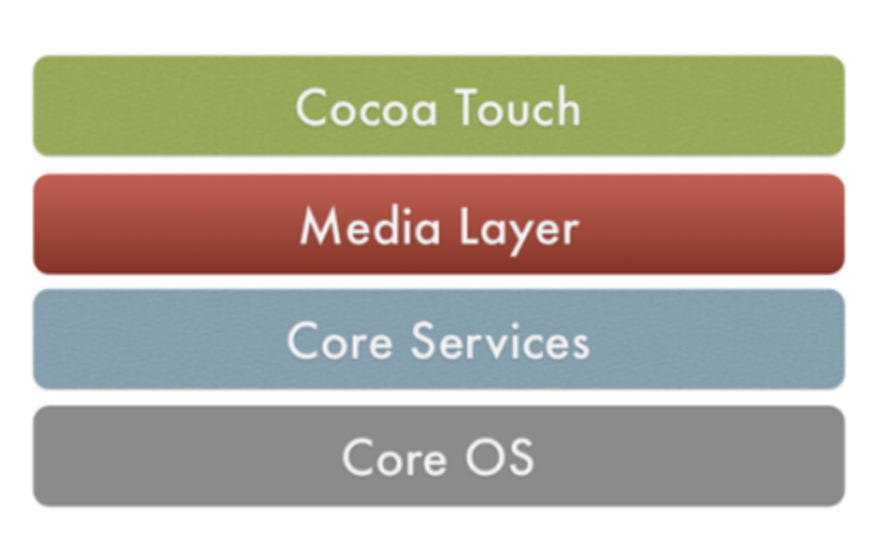 Cocoa Touch
Media Layer
Core Services
Core OS